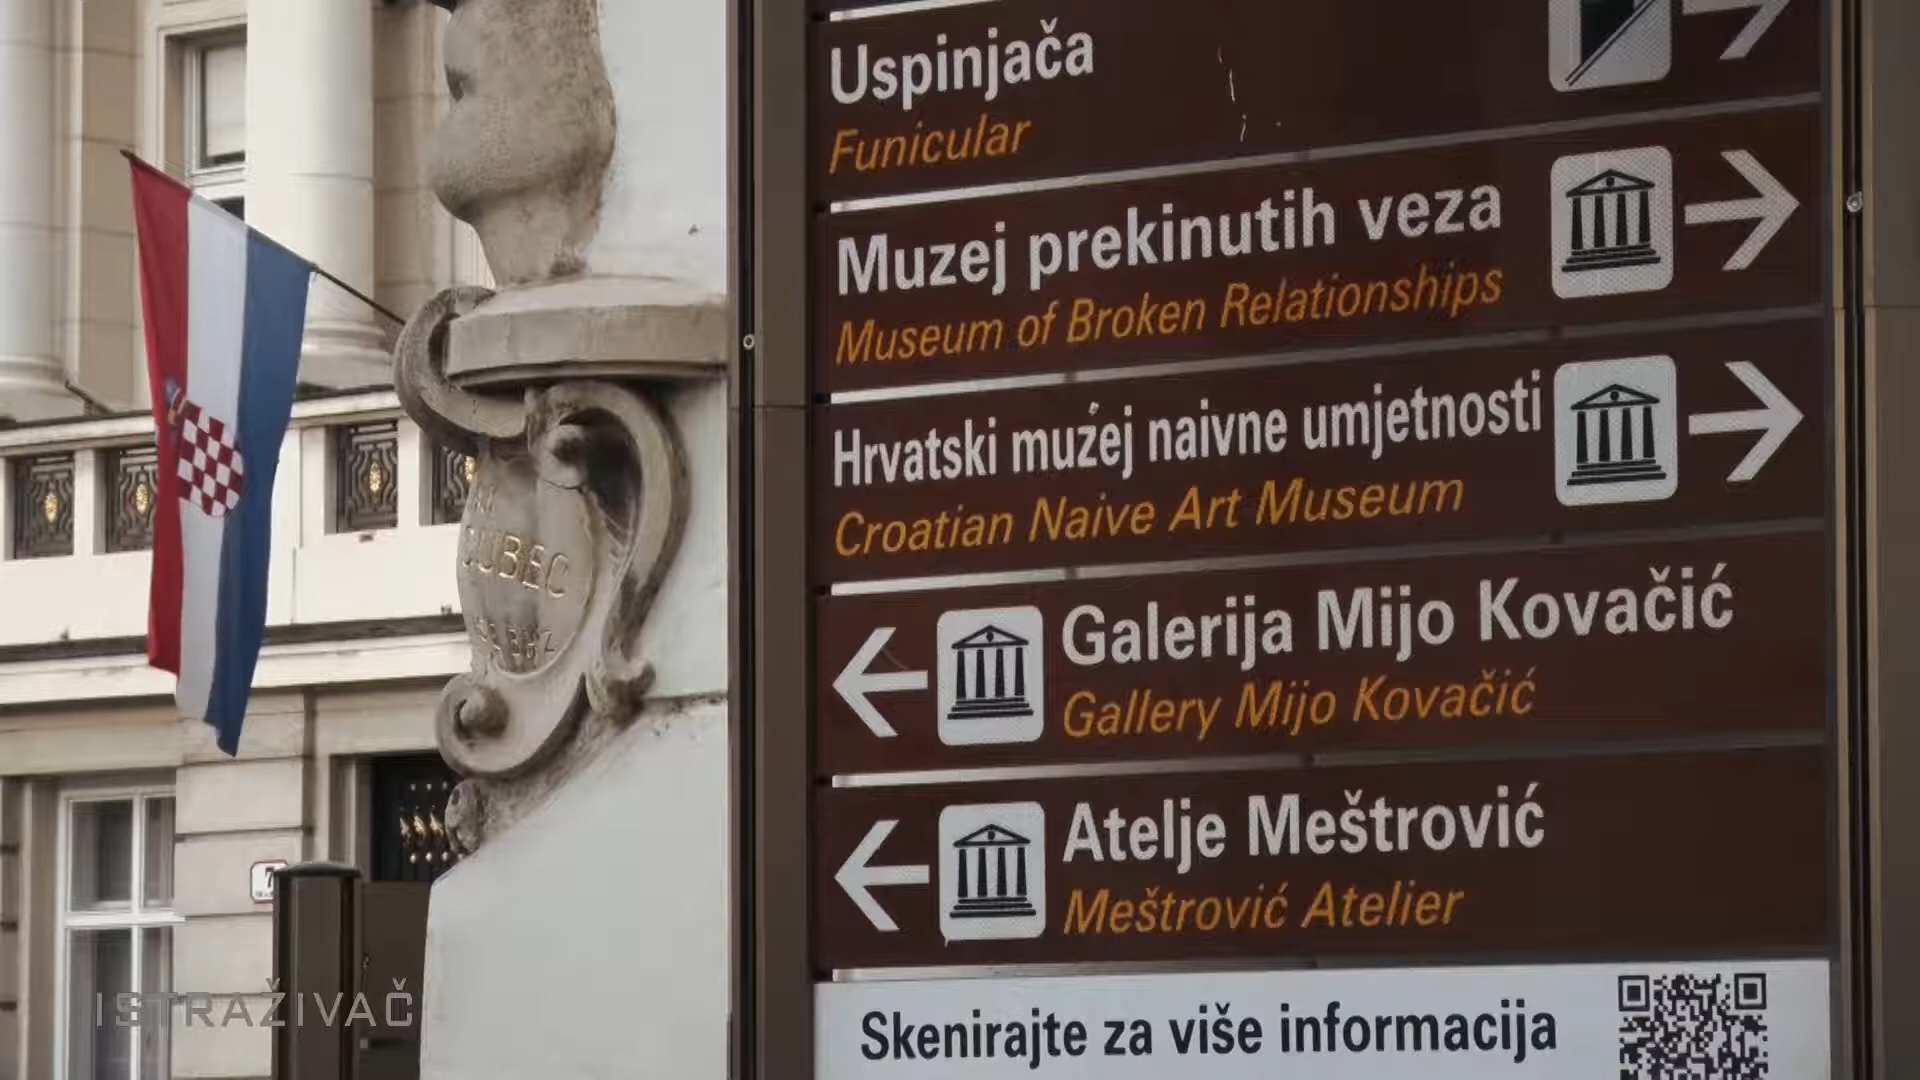 Uspinjača
Funicular
Muzej prekinutih veza
Museum of Broken Relationships
Hrvatski muzej naivne umjetnosti
Croatian Naive Art Museum
Galerija Mijo Kovačić
Gallery Mijo Kovačić
Atelje Meštrović
Meštrović Atelier
Skenirajte za više informacija
7
ISTRAŽIVAČ